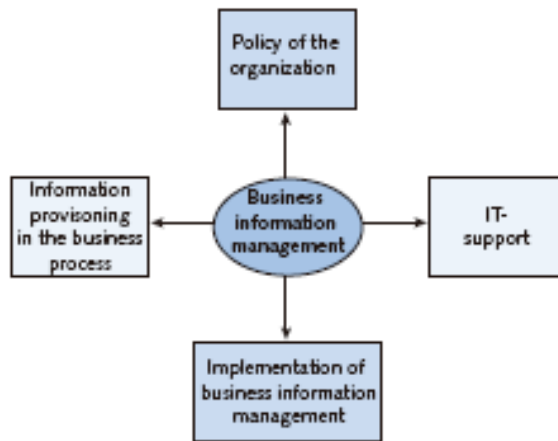 Policy of the
organization
Information
provisoning
in the business
process
Business
information
management
IT-
support
Implementation of
business information
management